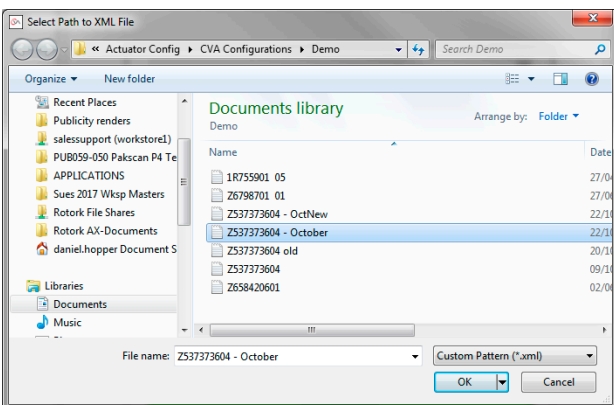 Select Path to XML File
« Actuator Config ▸ CVA Configurations ▸ Demo
Search Demo
Organize
New folder
Recent Places
Publicity renders
salessupport (workstore1)
PUB059-050 Pakscan P4 Te
APPLICATIONS
Sues 2017 Wksp Masters
Rotork File Shares
Rotork AX-Documents
daniel.hopper Document S
Libraries
Documents
Music
Documents library
Demo
Arrange by: Folder
Name
Date
1R755901 05
27/0
Z6798701 01
27/0
Z537373604 - OctNew
22/1
Z537373604 - October
22/1
Z537373604 old
20/1
Z537373604
09/1
Z658420601
02/0
File name: Z537373604 - October
Custom Pattern (*.xml)
OK
Cancel